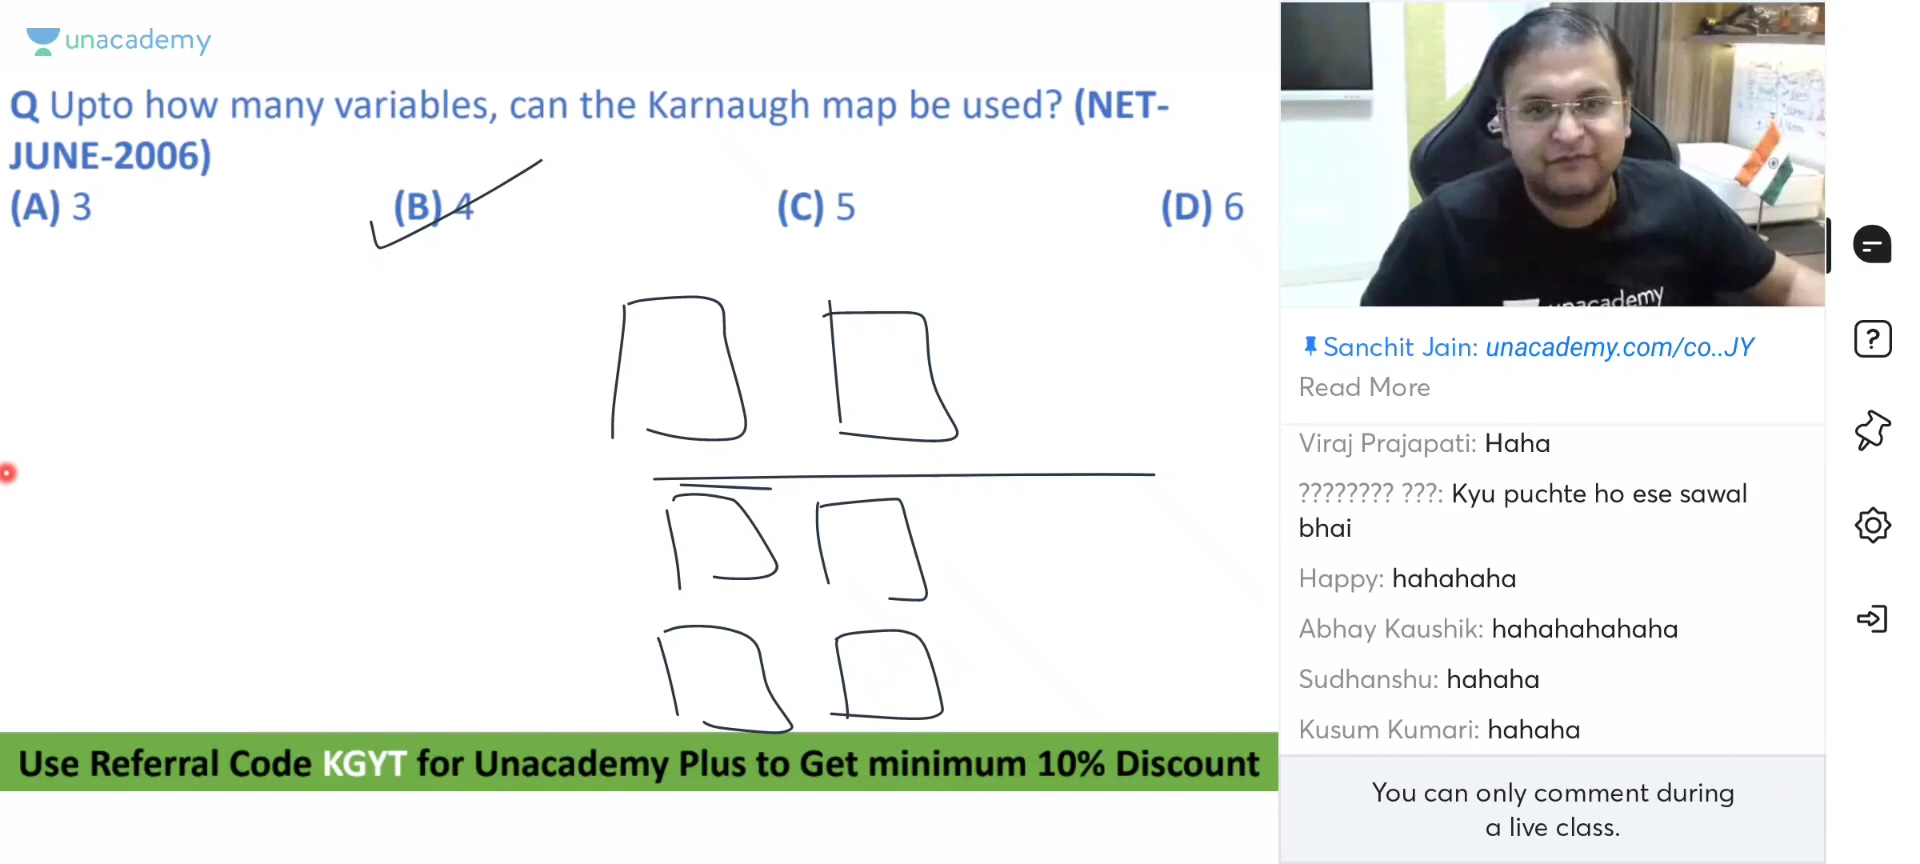 unacademy
Q Upto how many variables, can the Karnaugh map be used? (NET-
JUNE-2006)
(A) 3 (B) 4 (C) 5 (D) 6
Use Referral Code KGYT for Unacademy Plus to Get minimum 10% Discount
unacademy
Sanchit Jain: unacademy.com/co..JY
Read More
Viraj Prajapati: Haha
???????? ???: Kyu puchte ho ese sawal
bhai
Happy: hahahaha
Abhay Kaushik: hahahahahaha
Sudhanshu: hahaha
Kusum Kumari: hahaha
You can only comment during
a live class.
?